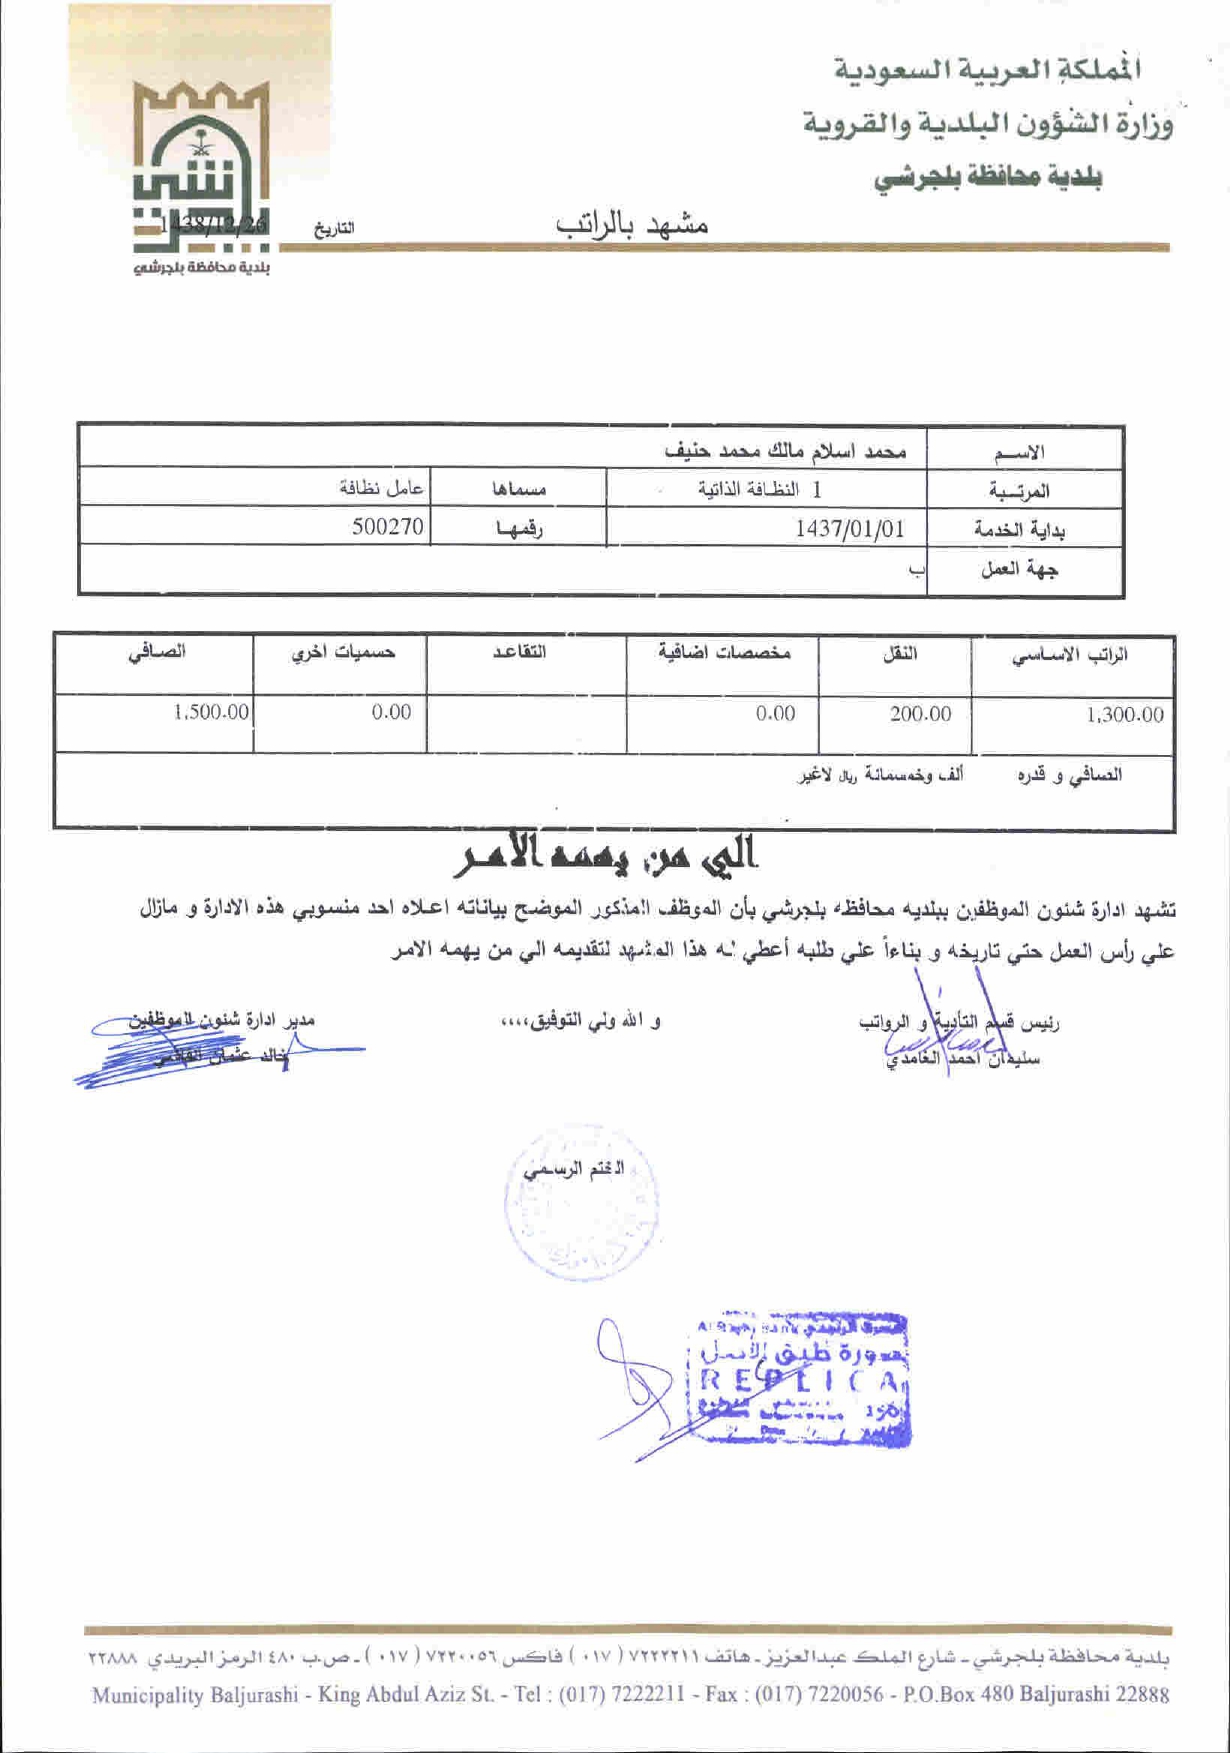 المملكة العربية السعودية
وزارة الشؤون البلدية والقروية
بلدية محافظة بلجرشي
مشهد بالراتب
التاريخ 1438/12/26
بلدية محافظة بلجرشي
الاسم محمد اسلام مالك محمد حنيف
المرتبة 1 النظافة الذاتية مسماها عامل نظافة
بداية الخدمة 1437/01/01 رقمها 500270
جهة العمل ب
الراتب الاساسي النقل مخصصات اضافية التقاعد حسميات اخري الصافي
1,300.00 200.00 0.00 0.00 1,500.00
الصافي و قدره ألف وخمسمائة ريال لاغير
الي من يهمه الأمر
تشهد ادارة شئون الموظفين ببلديه محافظه بلجرشي بأن الموظف المذكور الموضح بياناته اعلاه احد منسوبي هذه الادارة و مازال
علي رأس العمل حتي تاريخه و بناءاً علي طلبه أعطي له هذا المشهد لتقديمه الي من يهمه الامر
رئيس قسم التأدية و الرواتب و الله ولي التوفيق،،،، مدير ادارة شئون الموظفين
سليمان احمد الغامدي خالد عثمان
الختم الرسمي
صورة طبق الأصل
REPLICA
بلدية محافظة بلجرشي - شارع الملك عبدالعزيز - هاتف ٧٢٢٢٢١١ ( ٠١٧ ) فاكس ٧٢٢٠٠٥٦ ( ٠١٧ ) - ص.ب ٤٨٠ الرمز البريدي ٢٢٨٨٨
Municipality Baljurashi - King Abdul Aziz St. - Tel : (017) 7222211 - Fax : (017) 7220056 - P.O.Box 480 Baljurashi 22888